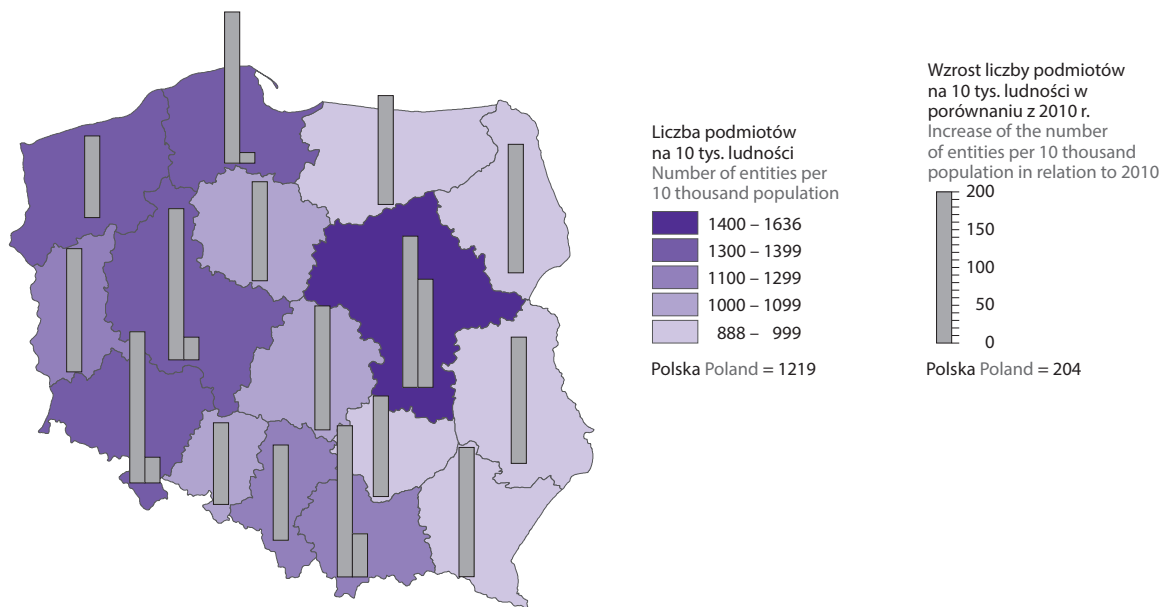 Liczba podmiotów
na 10 tys. ludności
Number of entities per
10 thousand population
1400 – 1636
1300 – 1399
1100 – 1299
1000 – 1099
888 – 999
Polska Poland = 1219
Wzrost liczby podmiotów
na 10 tys. ludności w
porównaniu z 2010 r.
Increase of the number
of entities per 10 thousand
population in relation to 2010
200
150
100
50
0
Polska Poland = 204